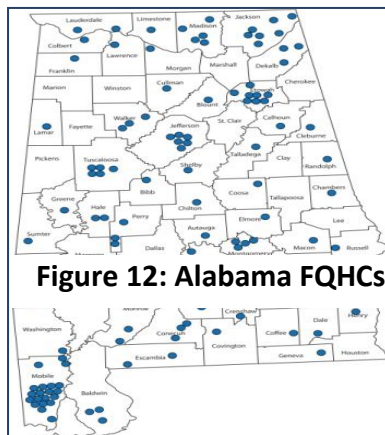 Lauderdale
Limestone
Madison
Jackson
Colbert
Lawrence
Franklin
Morgan
Marshall
Dekalb
Cherokee
Marion
Winston
Cullman
Blount
Walker
Calhoun
Lamar
Fayette
Jefferson
St. Clair
Cleburne
Pickens
Tuscaloosa
Shelby
Talladega
Clay
Randolph
Bibb
Greene
Hale
Chilton
Coosa
Tallapoosa
Chambers
Perry
Elmore
Lee
Sumter
Dallas
Autauga
Macon
Russell
Figure 12: Alabama FQHCs
Washington
Conecuh
Crenshaw
Coffee
Dale
Henry
Mobile
Escambia
Covington
Geneva
Houston
Baldwin